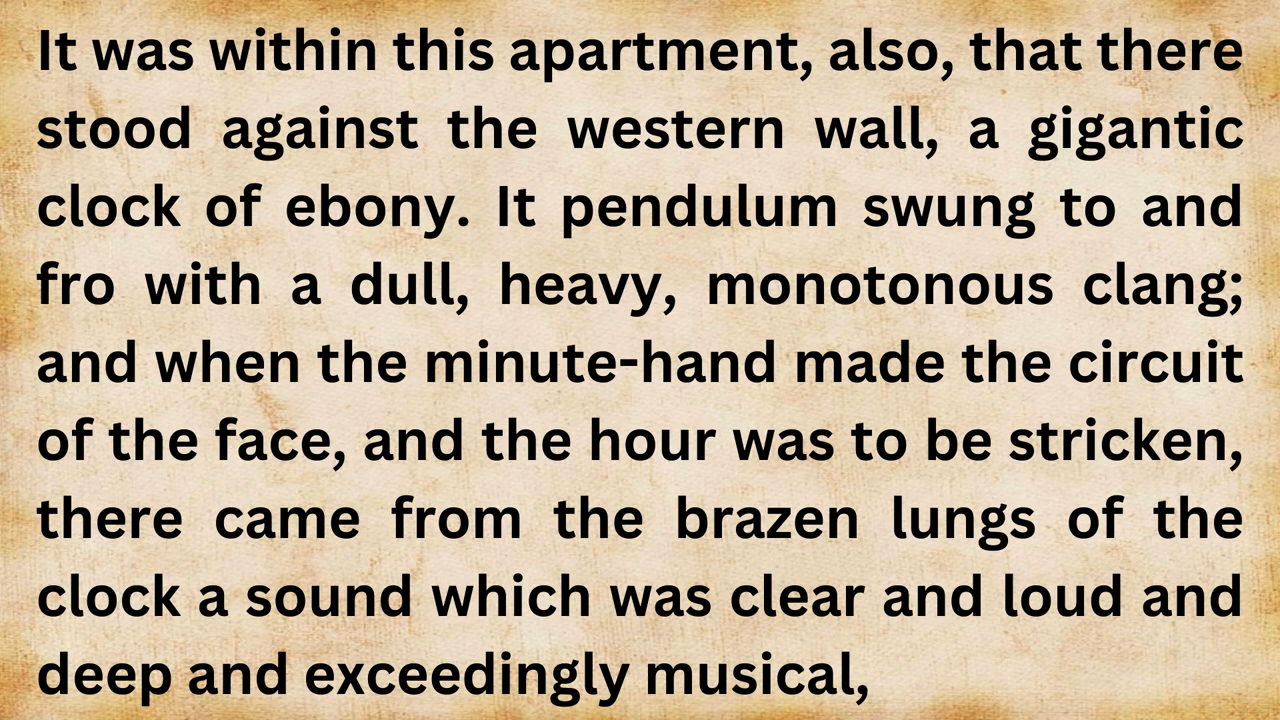 It was within this apartment, also, that there
stood against the western wall, a gigantic
clock of ebony. It pendulum swung to and
fro with a dull, heavy, monotonous clang;
and when the minute-hand made the circuit
of the face, and the hour was to be stricken,
there came from the brazen lungs of the
clock a sound which was clear and loud and
deep and exceedingly musical,